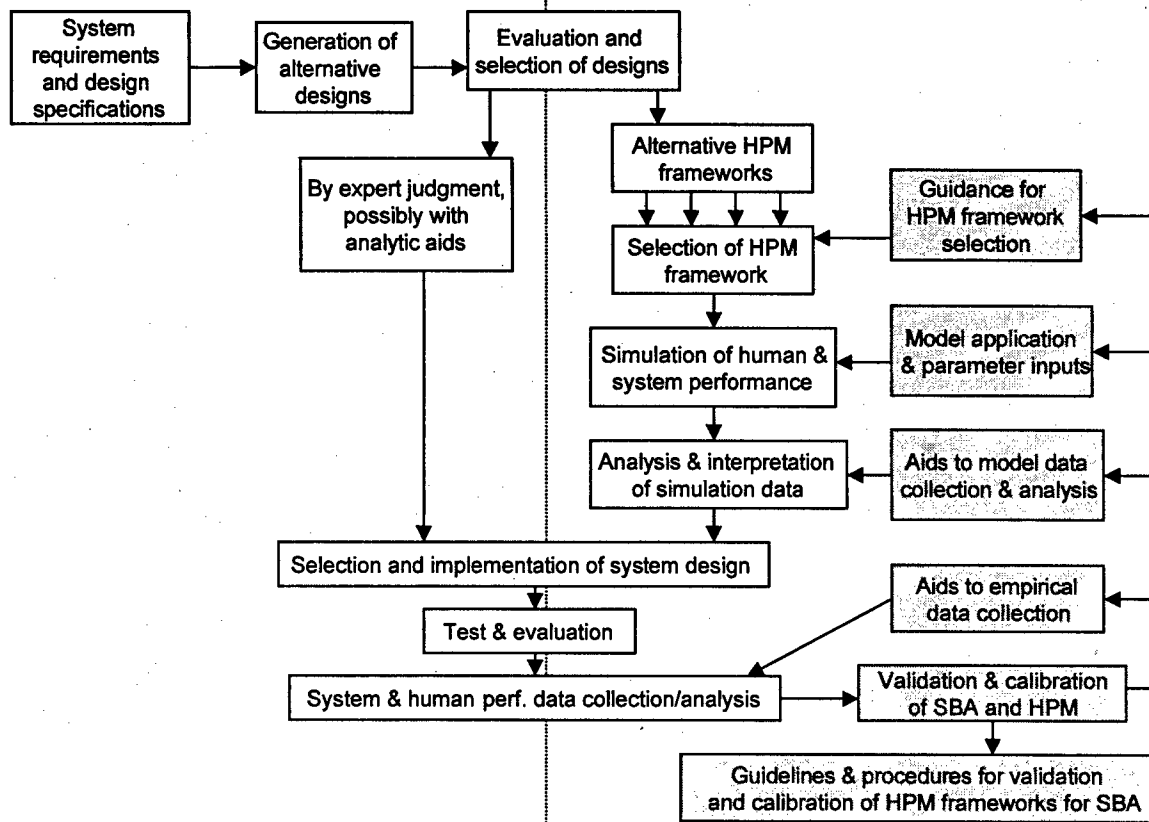 System
requirements
and design
specifications
Generation of
alternative
designs
Evaluation and
selection of designs
By expert judgment,
possibly with
analytic aids
Alternative HPM
frameworks
Selection of HPM
framework
Guidance for
HPM framework
selection
Simulation of human &
system performance
Model application
& parameter inputs
Analysis & interpretation
of simulation data
Aids to model data
collection & analysis
Selection and implementation of system design
Aids to empirical
data collection
Test & evaluation
System & human perf. data collection/analysis
Validation & calibration
of SBA and HPM
Guidelines & procedures for validation
and calibration of HPM frameworks for SBA